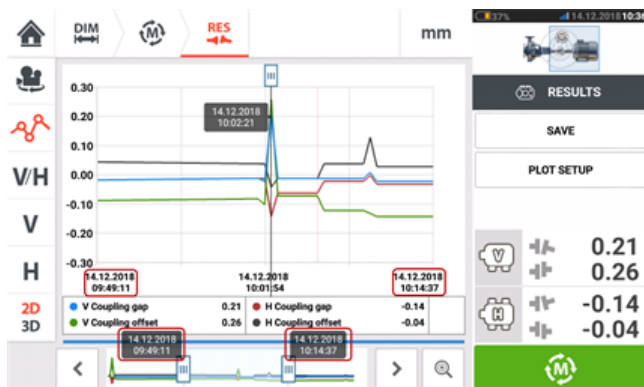 DIM
M
RES
mm
37%
14.12.2018 10:36
RESULTS
SAVE
PLOT SETUP
V/H
V
H
2D
3D
0.30
0.20
0.10
0.00
-0.10
-0.20
-0.30
14.12.2018
10:02:21
14.12.2018
09:49:11
14.12.2018
10:01:54
14.12.2018
10:14:37
V Coupling gap 0.21
H Coupling gap -0.14
V Coupling offset 0.26
H Coupling offset -0.04
14.12.2018
09:49:11
14.12.2018
10:14:37
V
0.21
0.26
H
-0.14
-0.04
M